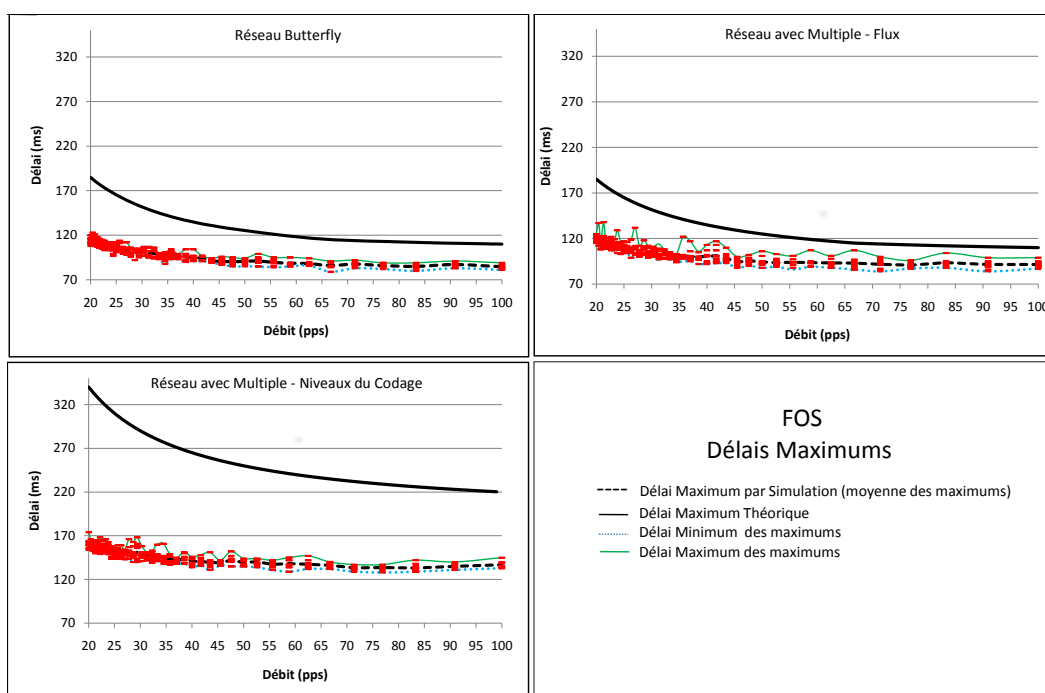 Réseau Butterfly
320
270
220
170
120
70
Délai (ms)
20 25 30 35 40 45 50 55 60 65 70 75 80 85 90 95 100
Débit (pps)
Réseau avec Multiple - Flux
320
270
220
170
120
70
Délai (ms)
20 25 30 35 40 45 50 55 60 65 70 75 80 85 90 95 100
Débit (pps)
Réseau avec Multiple - Niveaux du Codage
320
270
220
170
120
70
Délai (ms)
20 25 30 35 40 45 50 55 60 65 70 75 80 85 90 95 100
Débit (pps)
FOS
Délais Maximums
Délai Maximum par Simulation (moyenne des maximums)
Délai Maximum Théorique
Délai Minimum des maximums
Délai Maximum des maximums